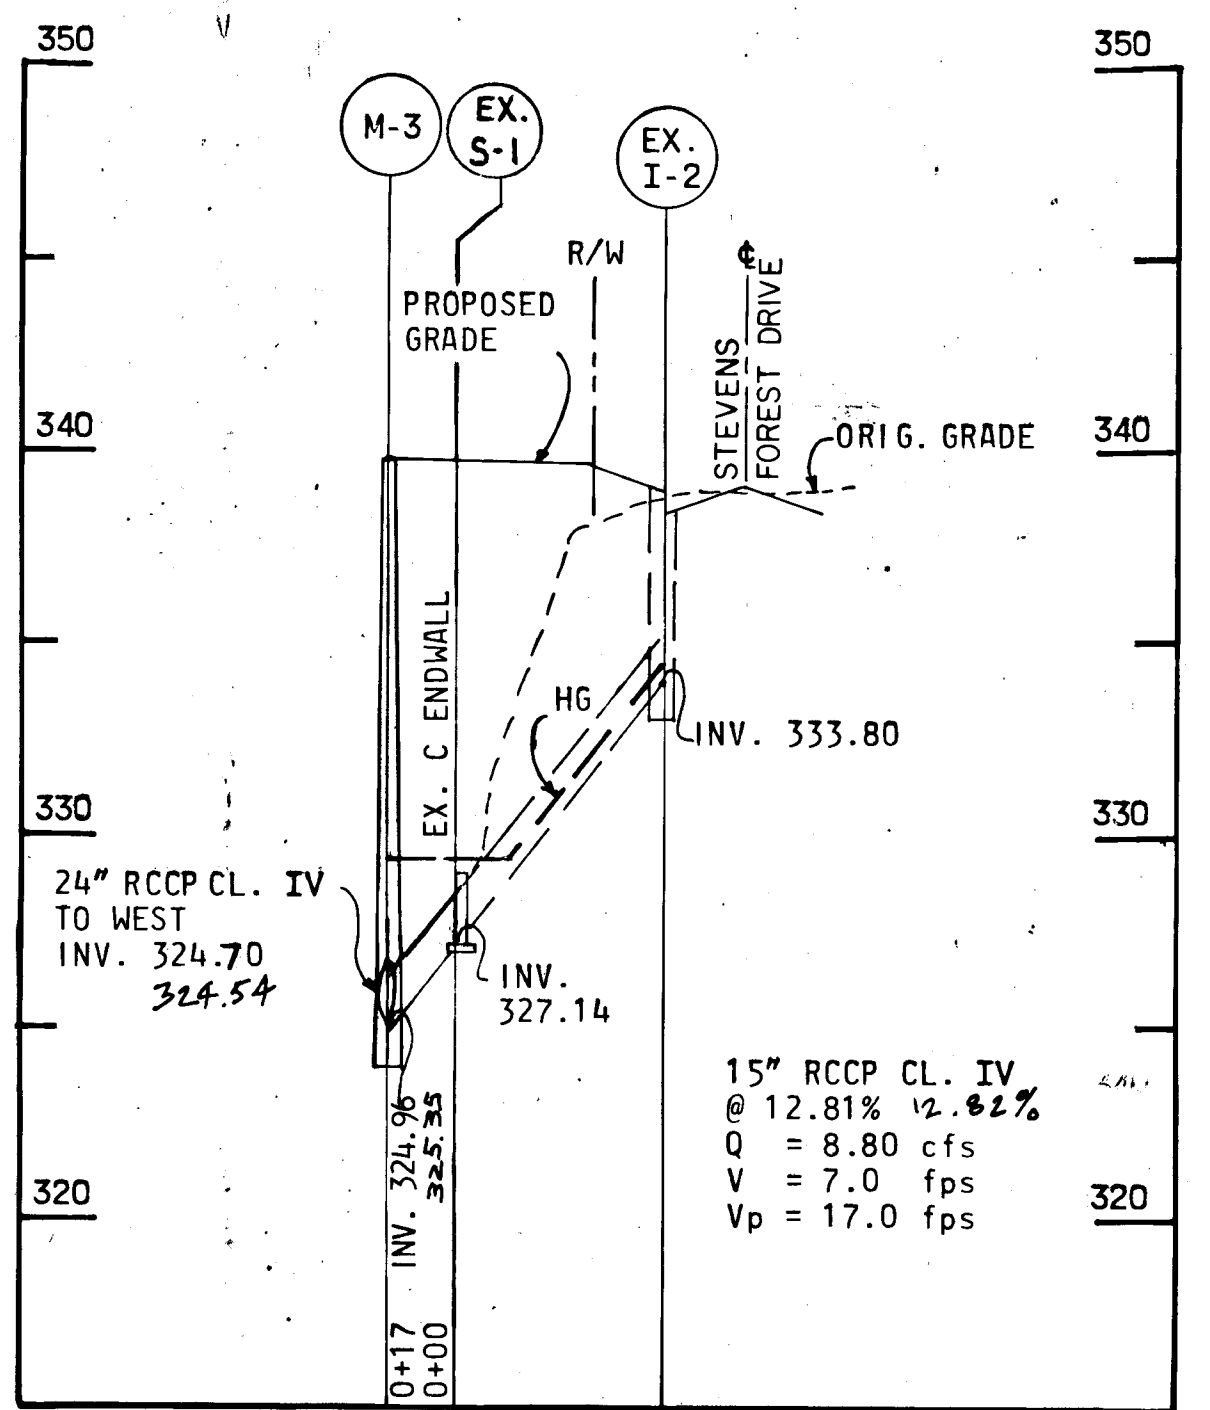 350
350
M-3
EX.
S-1
EX.
I-2
R/W
℄
STEVENS
FOREST DRIVE
PROPOSED
GRADE
340
340
ORIG. GRADE
EX. C ENDWALL
HG
INV. 333.80
330
330
24" RCCP CL. IV
TO WEST
INV. 324.70
324.54
INV.
327.14
15" RCCP CL. IV
@ 12.81% 12.82%
Q = 8.80 cfs
V = 7.0 fps
Vp = 17.0 fps
320
320
INV. 324.96
325.35
0+17
0+00